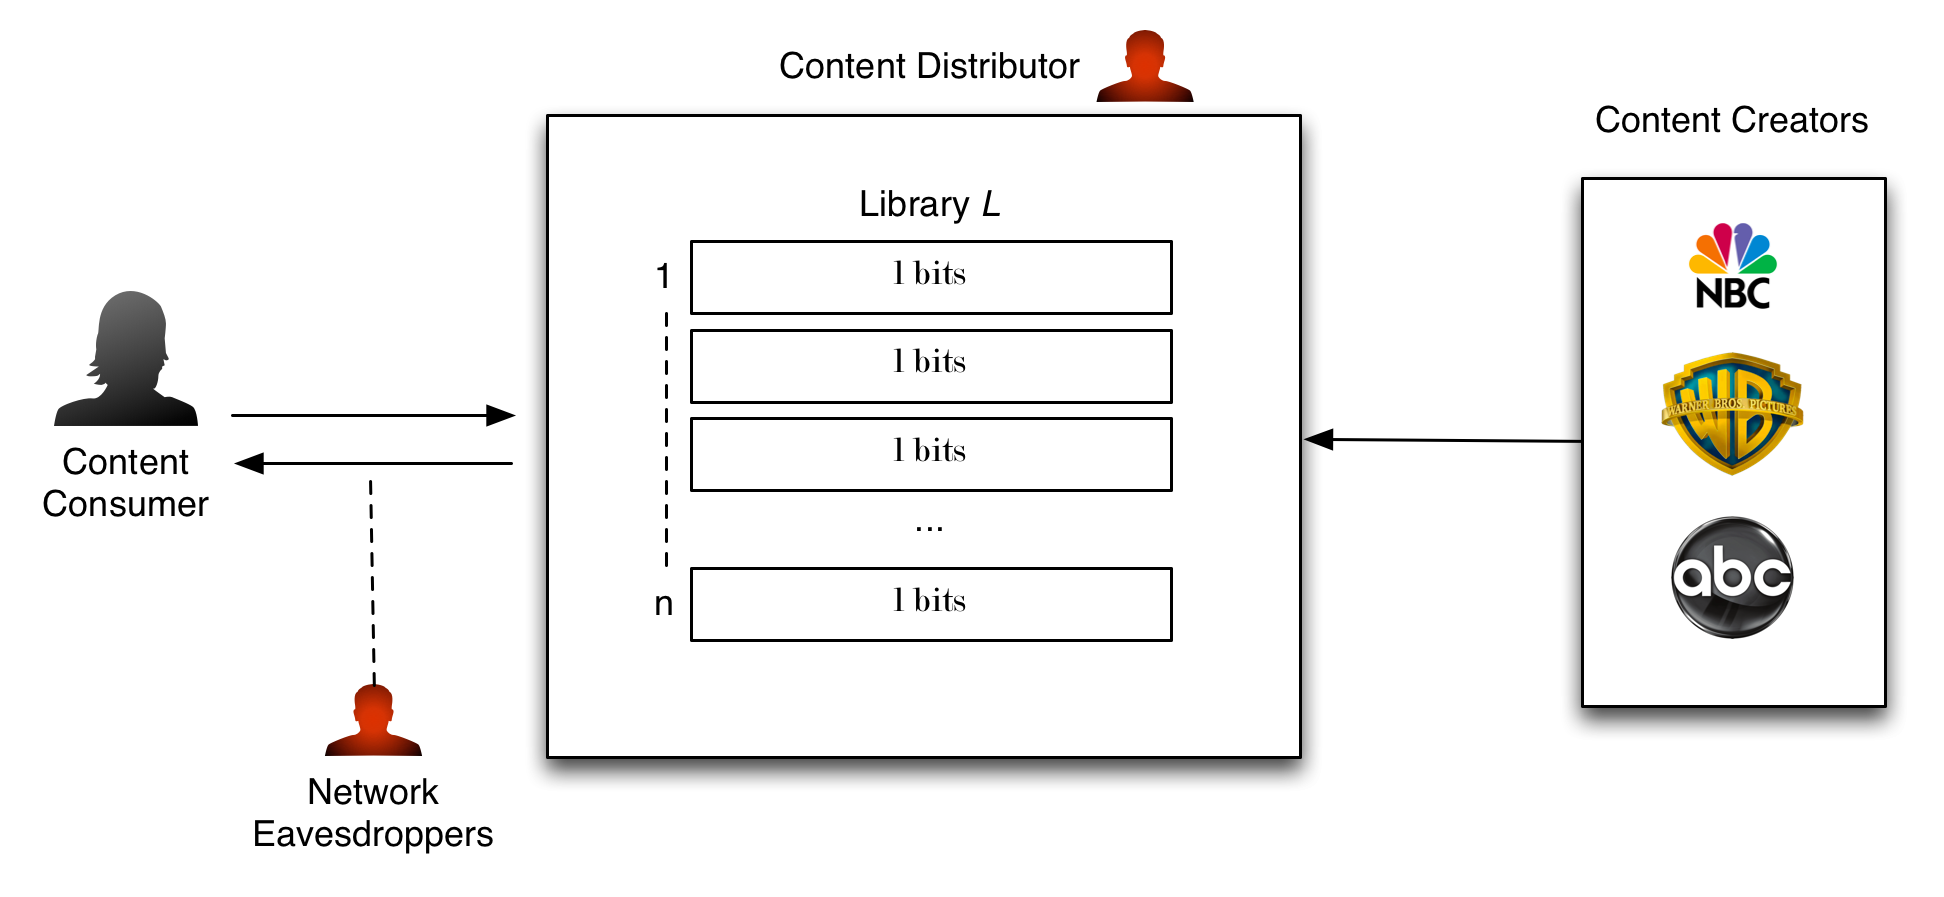 Content Distributor
Content Creators
Library L
1
l bits
l bits
l bits
...
n
l bits
NBC
WARNER BROS. PICTURES
WB
abc
Content
Consumer
Network
Eavesdroppers